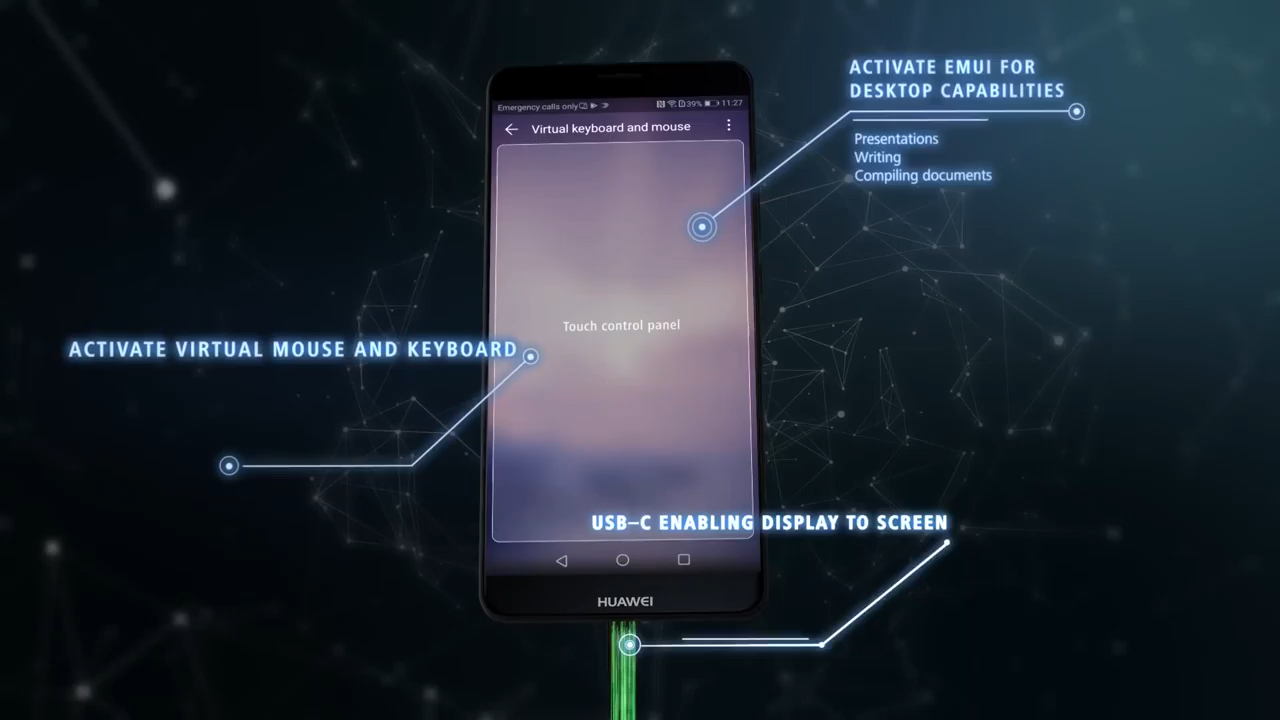 ACTIVATE EMUI FOR
DESKTOP CAPABILITIES
Presentations
Writing
Compiling documents
Emergency calls only
39% 11:27
Virtual keyboard and mouse
Touch control panel
ACTIVATE VIRTUAL MOUSE AND KEYBOARD
USB–C ENABLING DISPLAY TO SCREEN
HUAWEI